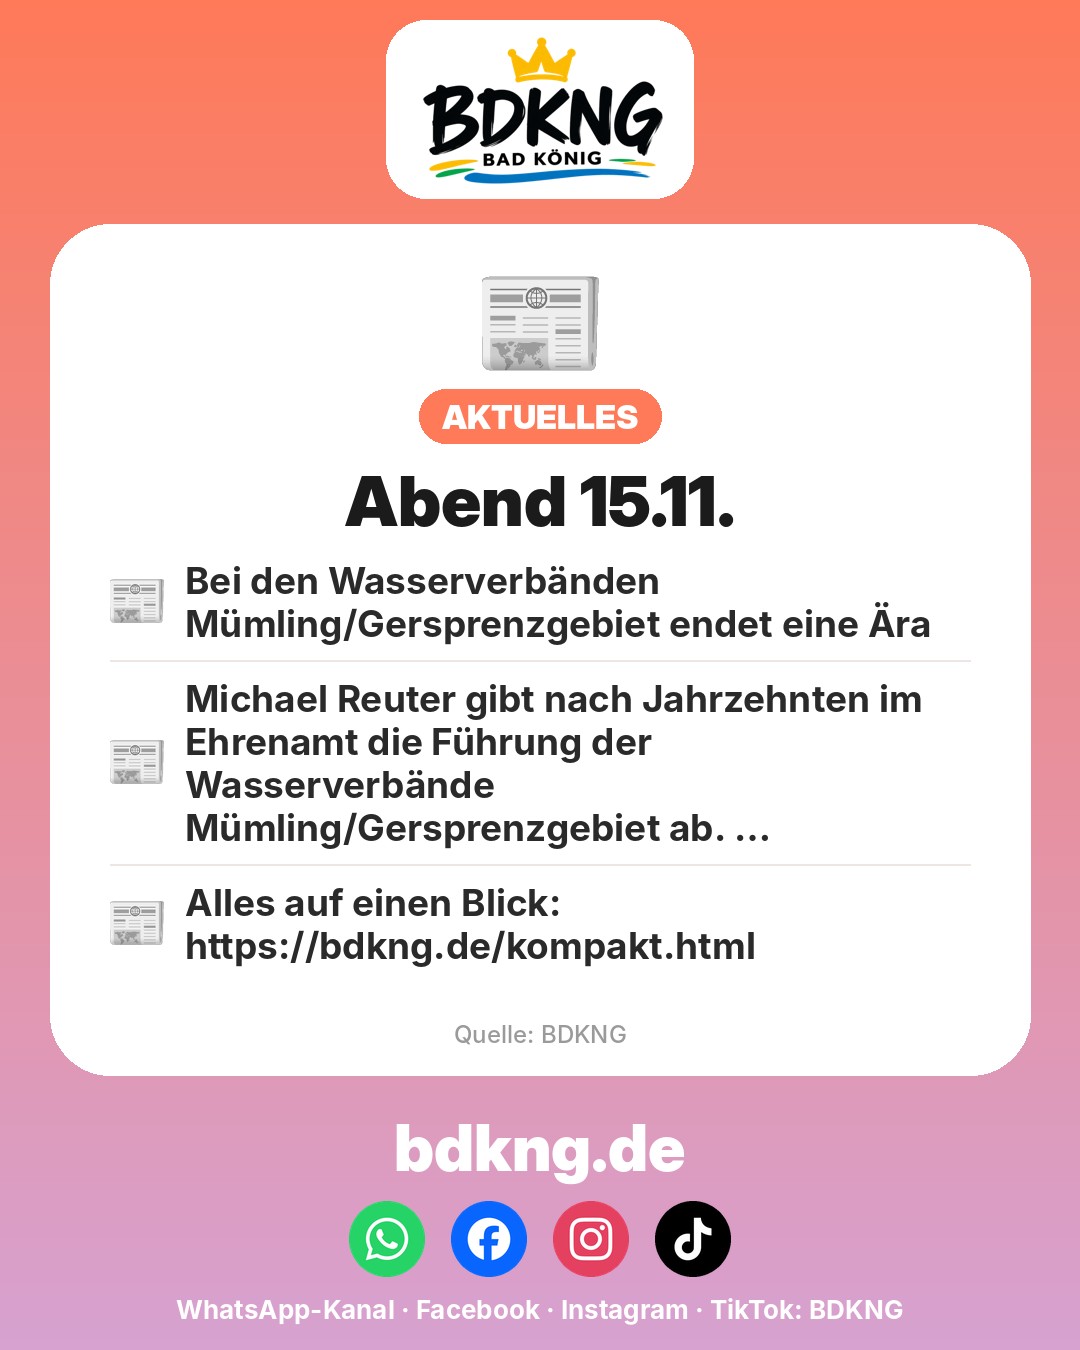 BDKNG
BAD KÖNIG
AKTUELLES
Abend 15.11.
Bei den Wasserverbänden
Mümling/Gersprenzgebiet endet eine Ära
Michael Reuter gibt nach Jahrzehnten im
Ehrenamt die Führung der
Wasserverbände
Mümling/Gersprenzgebiet ab. ...
Alles auf einen Blick:
https://bdkng.de/kompakt.html
Quelle: BDKNG
bdkng.de
WhatsApp-Kanal · Facebook · Instagram · TikTok: BDKNG